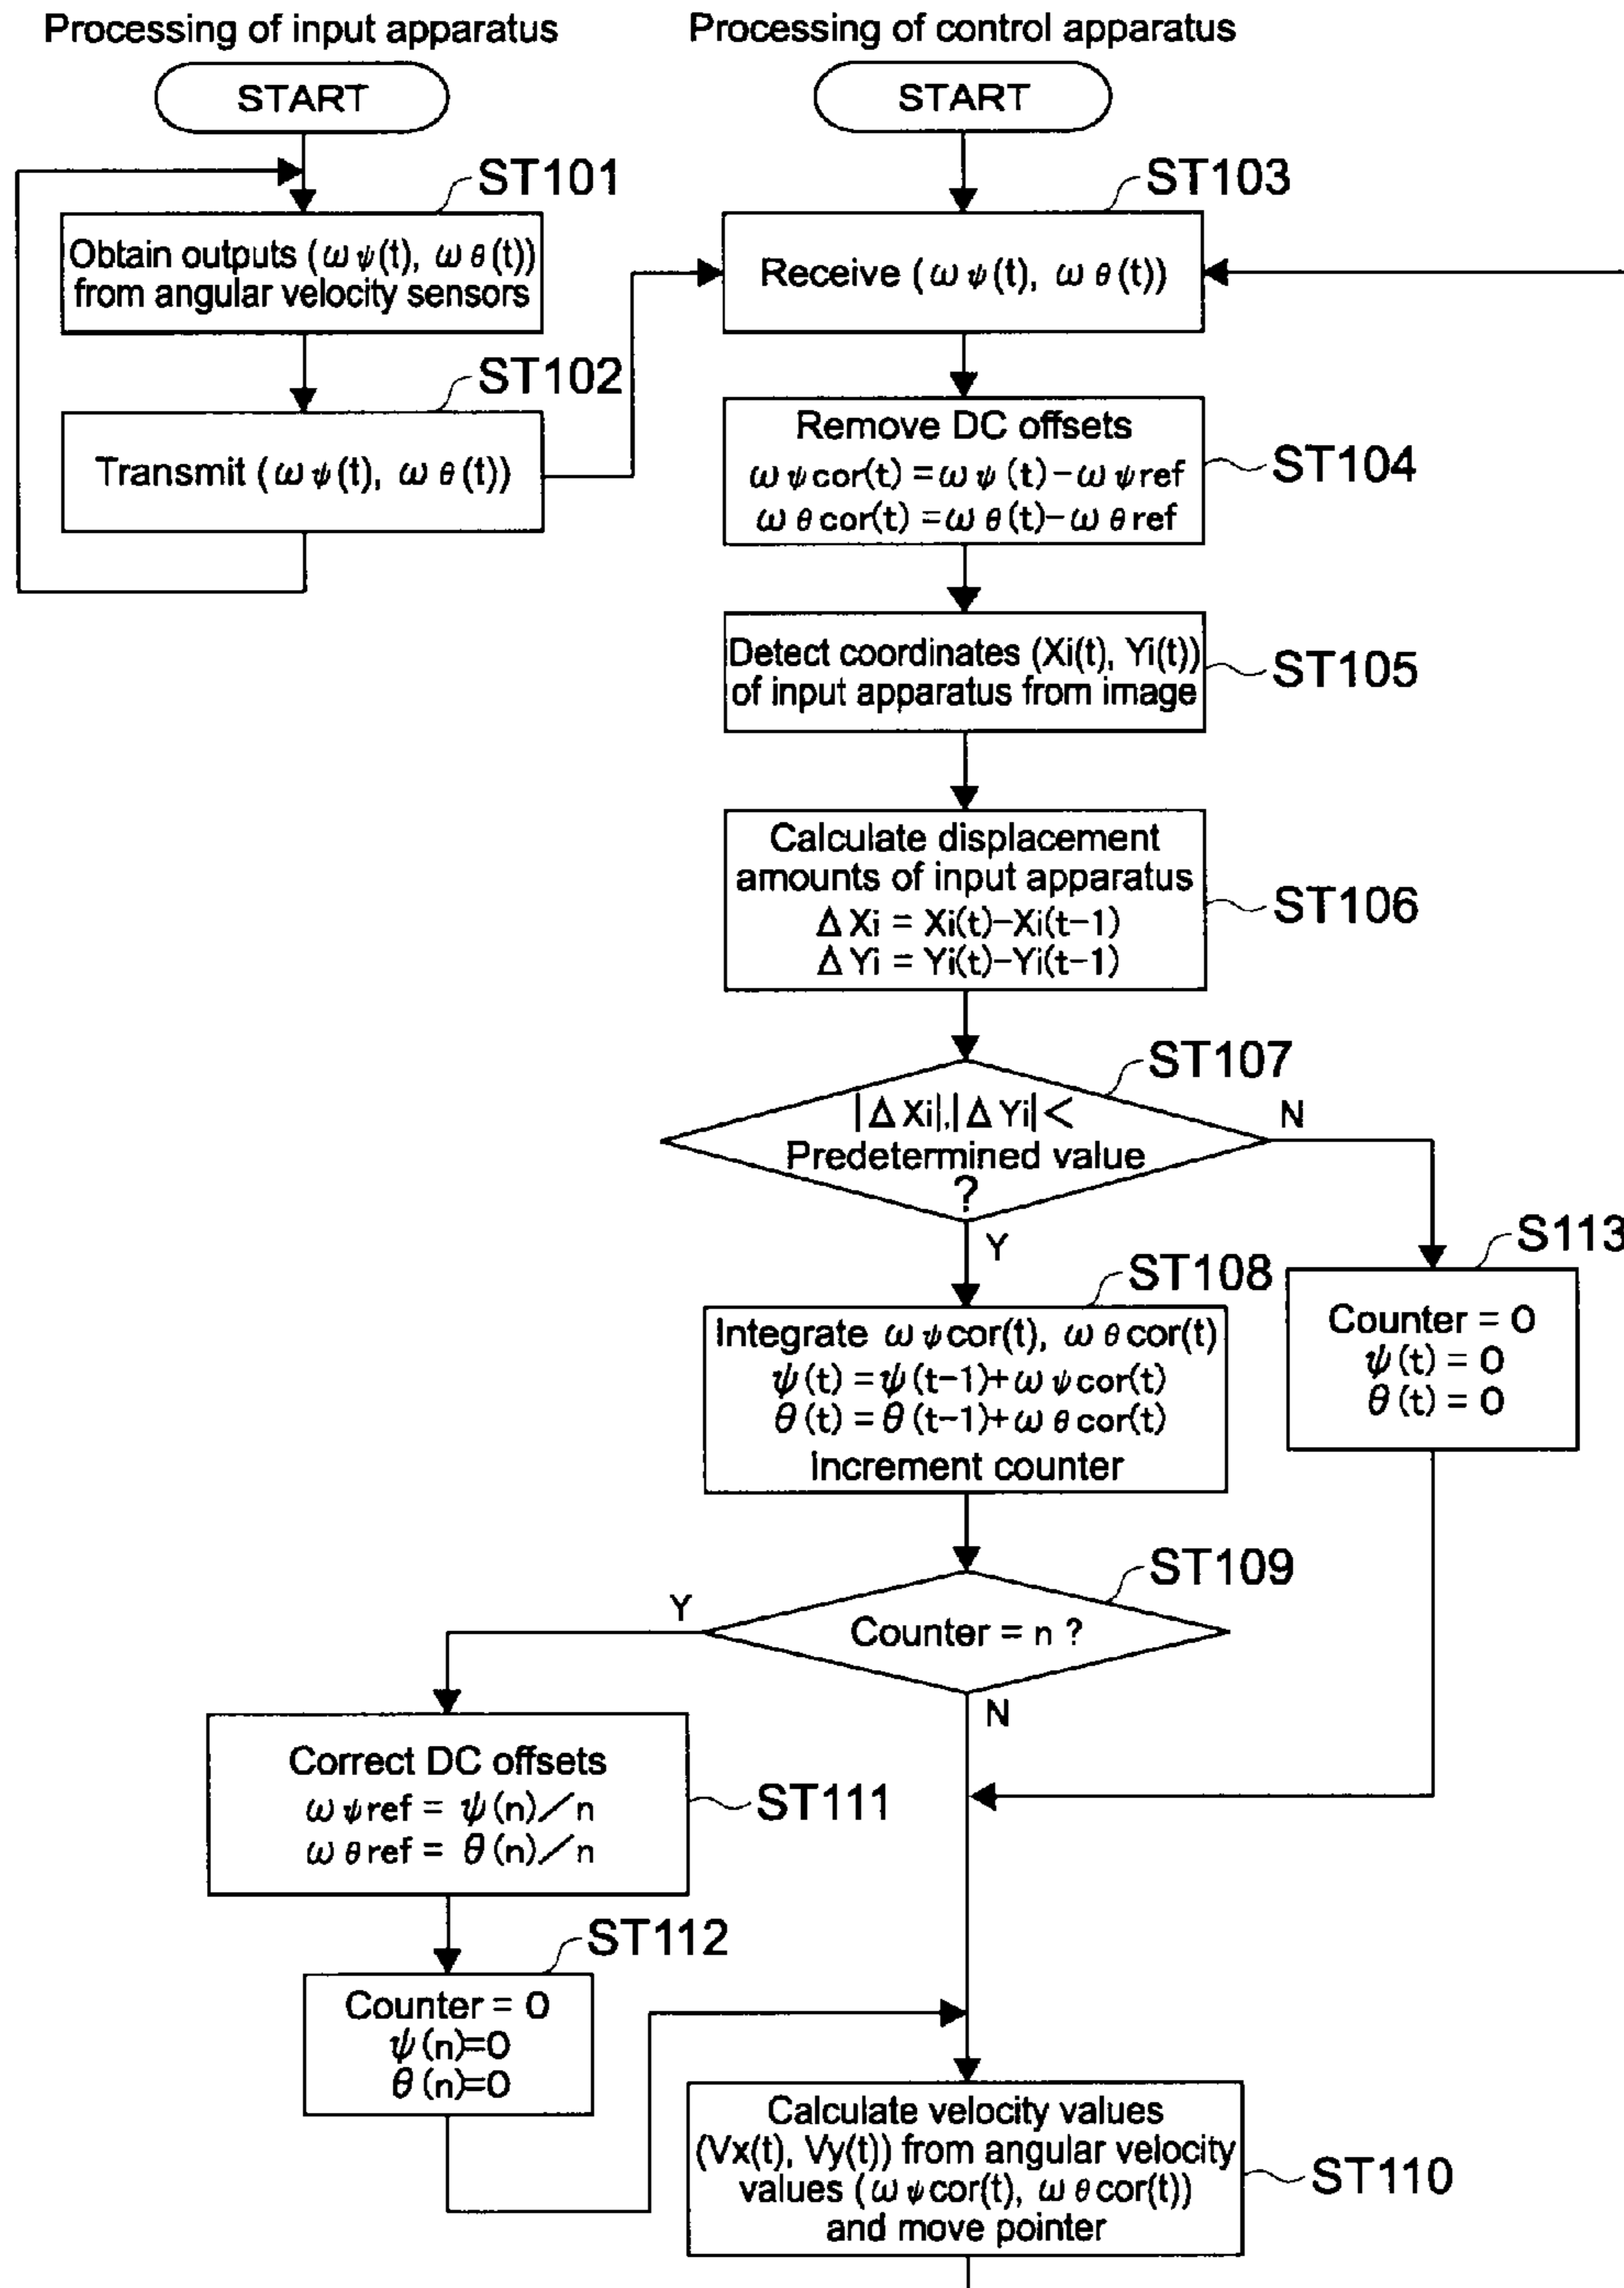 Processing of input apparatus
START
ST101
Obtain outputs (ωψ(t), ωθ(t))
from angular velocity sensors
ST102
Transmit (ωψ(t), ωθ(t))
Processing of control apparatus
START
ST103
Receive (ωψ(t), ωθ(t))
Remove DC offsets
ωψcor(t) =ωψ(t)-ωψref
ωθcor(t) =ωθ(t)-ωθref
ST104
Detect coordinates (Xi(t), Yi(t))
of input apparatus from image
ST105
Calculate displacement
amounts of input apparatus
ΔXi = Xi(t)-Xi(t-1)
ΔYi = Yi(t)-Yi(t-1)
ST106
ST107
|ΔXi|,|ΔYi|<
Predetermined value
?
N
Y
S113
Counter = 0
ψ(t) = 0
θ(t) = 0
ST108
Integrate ωψcor(t), ωθcor(t)
ψ(t) =ψ(t-1)+ωψcor(t)
θ(t) =θ(t-1)+ωθcor(t)
Increment counter
ST109
Counter = n ?
Y
N
Correct DC offsets
ωψref = ψ(n)/n
ωθref = θ(n)/n
ST111
ST112
Counter = 0
ψ(n)=0
θ(n)=0
Calculate velocity values
(Vx(t), Vy(t)) from angular velocity
values (ωψcor(t), ωθcor(t))
and move pointer
ST110